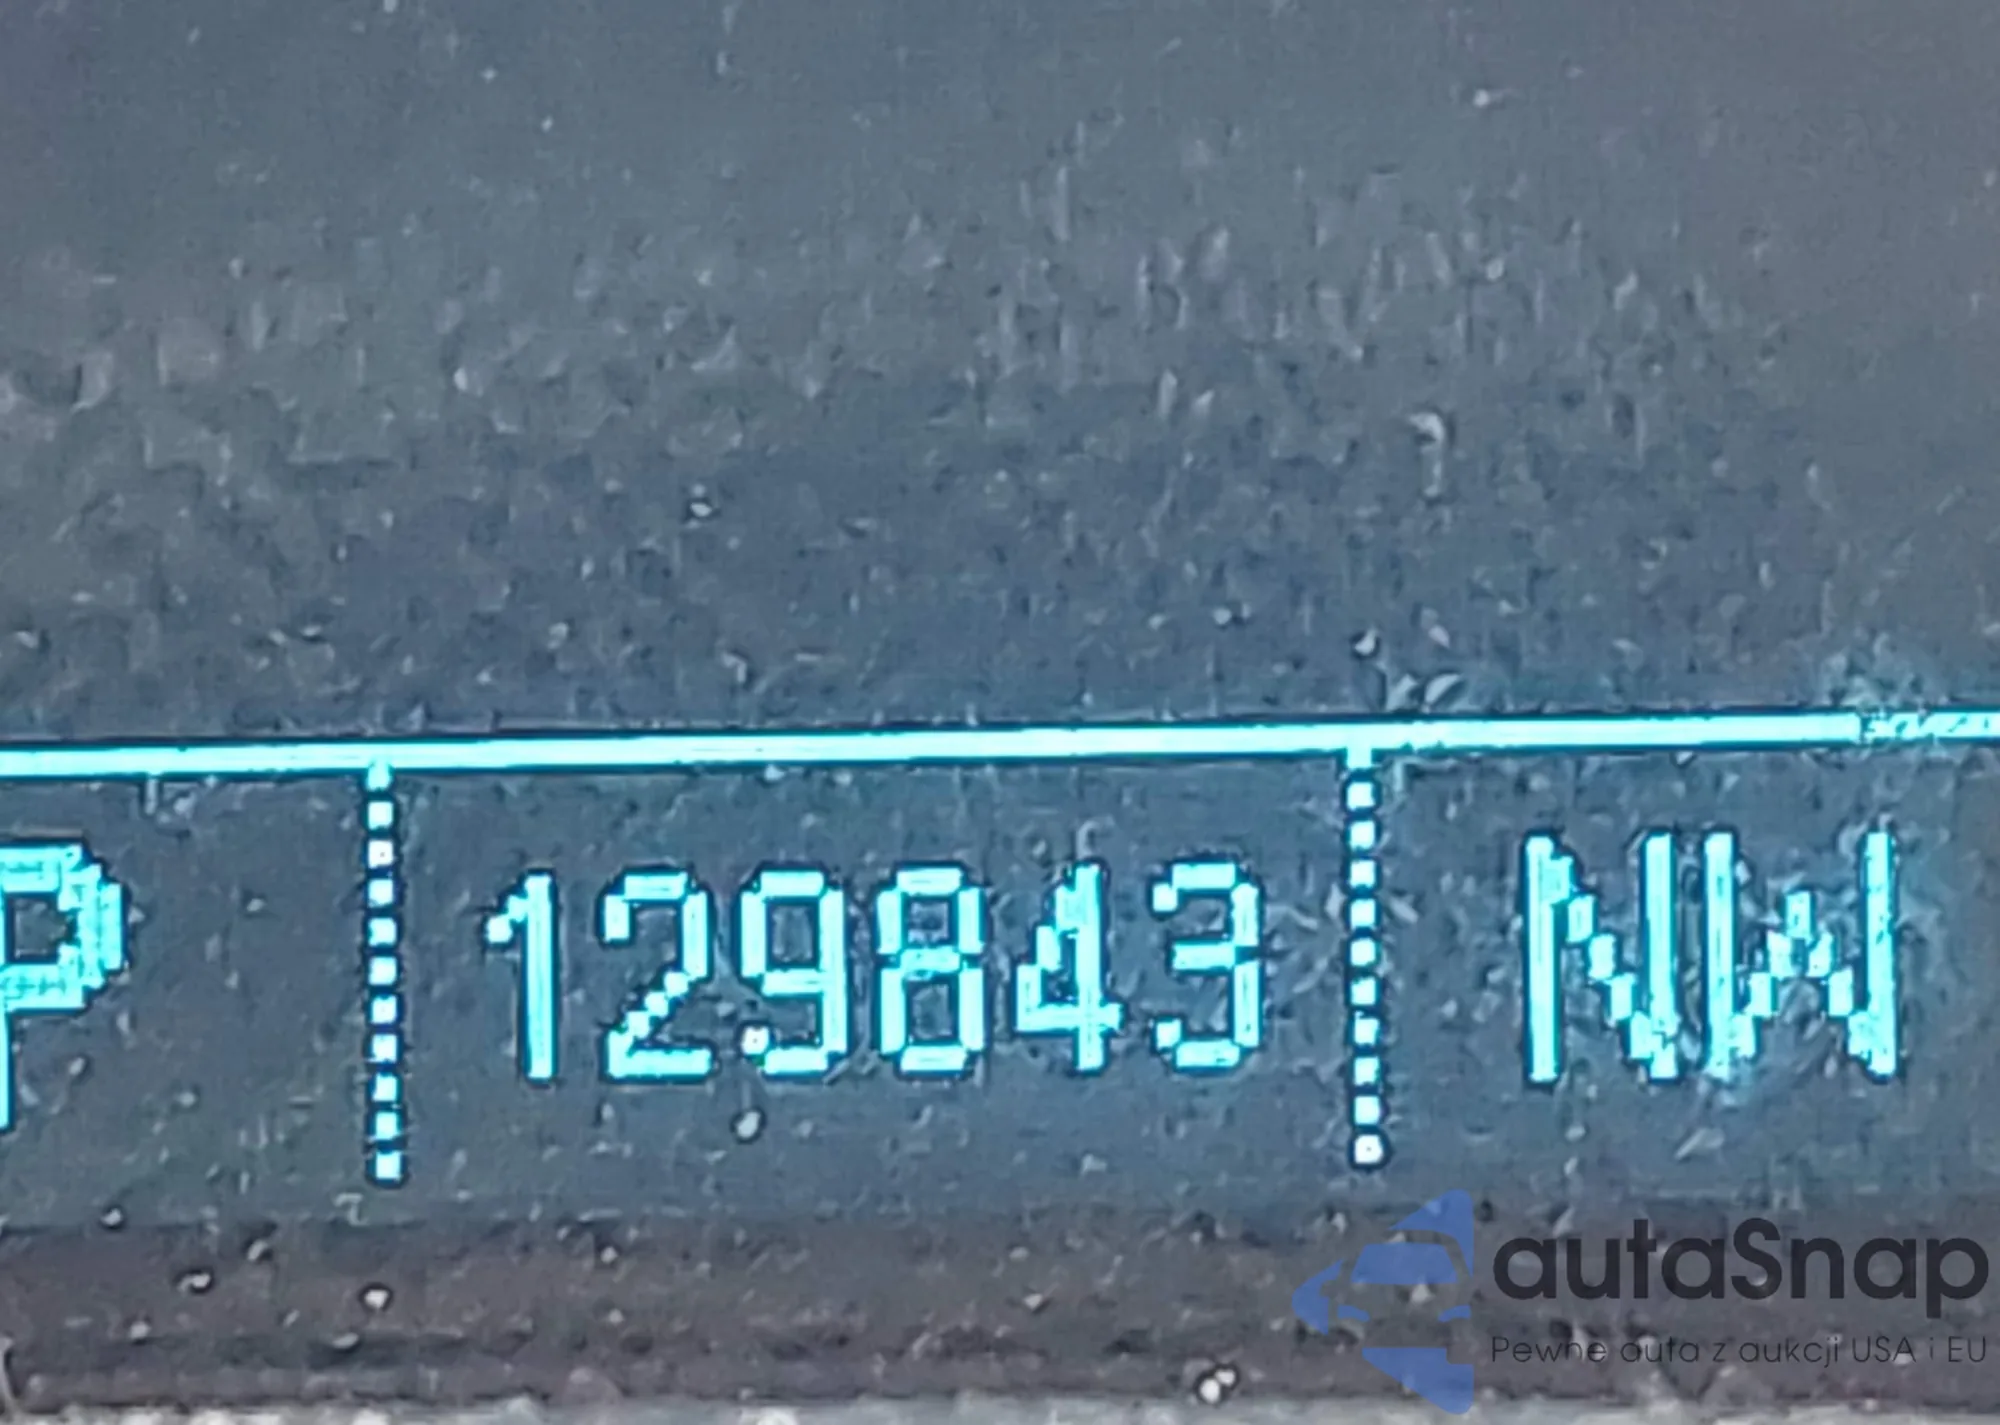 P 129843 NW
autaSnap
Pewne auta z aukcji USA i EU